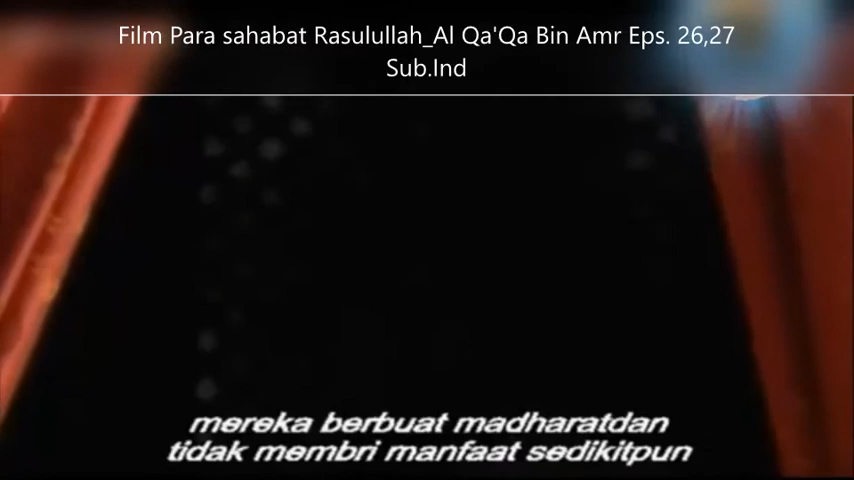 Film Para sahabat Rasulullah_Al Qa'Qa Bin Amr Eps. 26,27
Sub.Ind
mereka berbuat madharatdan
tidak membri manfaat sedikitpun